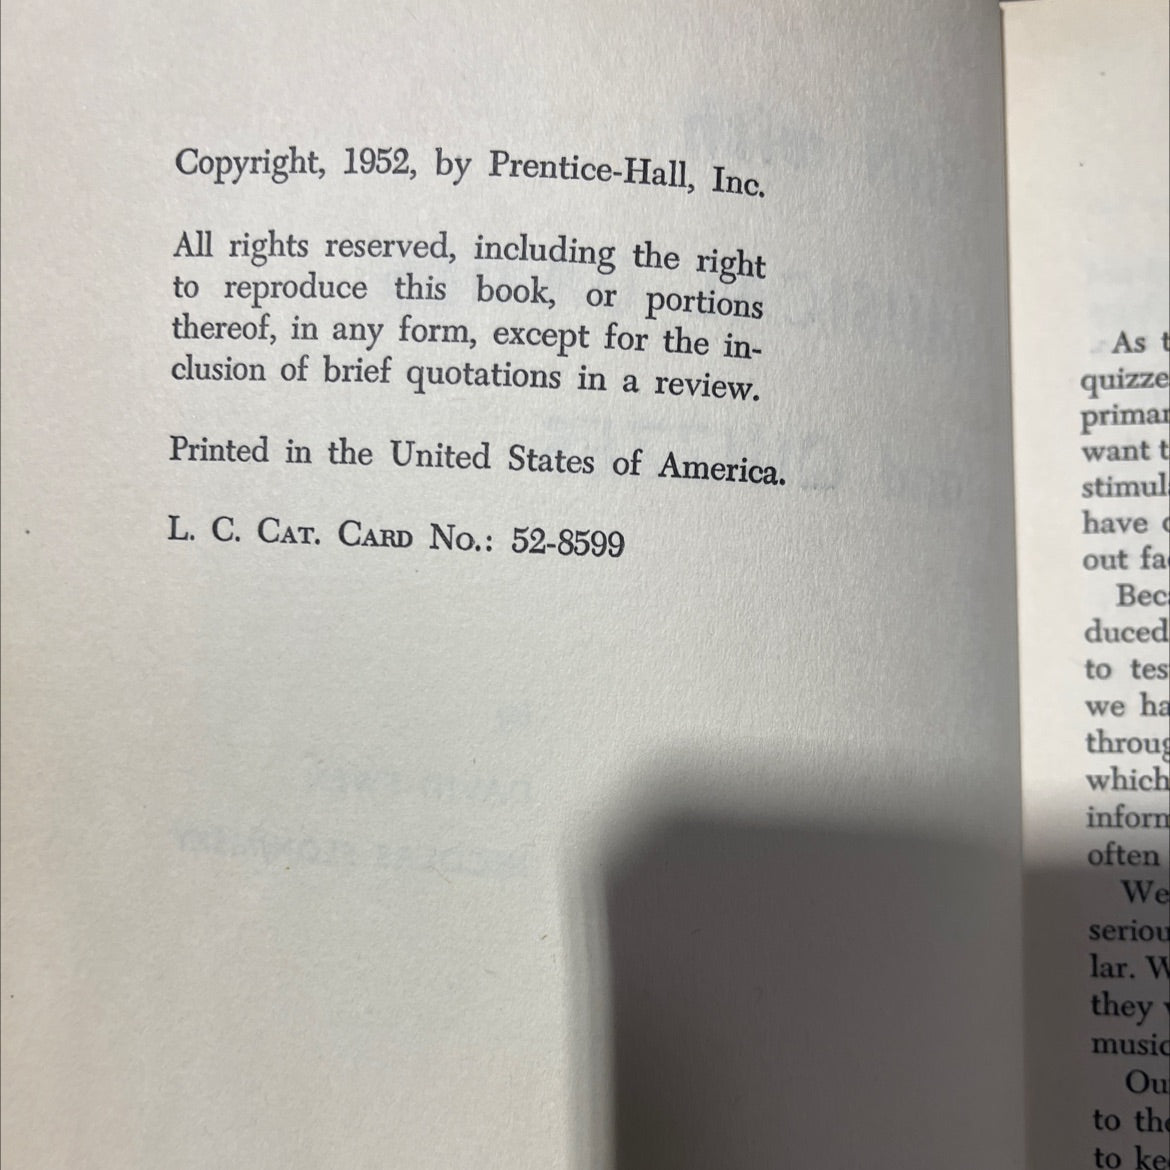 Copyright, 1952, by Prentice-Hall, Inc.
All rights reserved, including the right
to reproduce this book, or portions
thereof, in any form, except for the in-
clusion of brief quotations in a review.
Printed in the United States of America.
L. C. Cat. Card No.: 52-8599
As t
quizze
primar
want t
stimul
have
out fa
Bec
duced
to tes
we ha
throug
which
inform
often
We
seriou
lar. W
they
music
Ou
to the
to ke